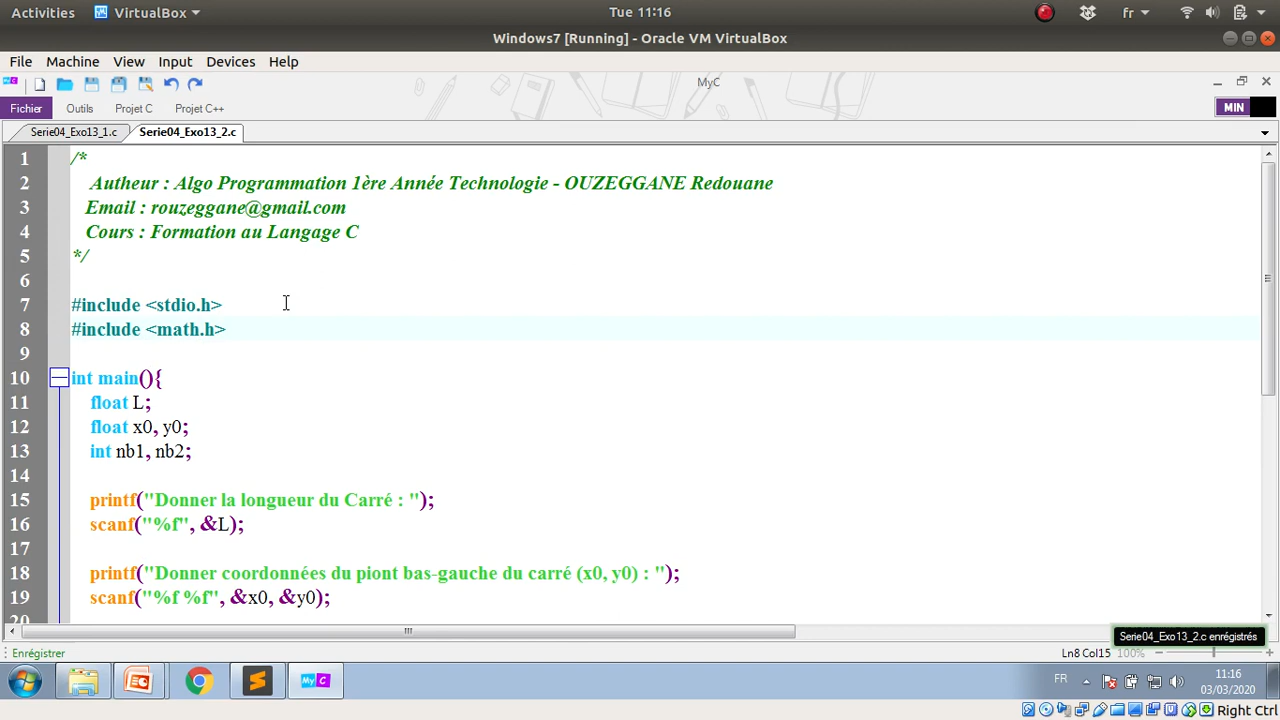 Activities VirtualBox Tue 11:16 fr
Windows7 [Running] - Oracle VM VirtualBox
File Machine View Input Devices Help
MyC
Fichier Outils Projet C Projet C++ MIN
Serie04_Exo13_1.c Serie04_Exo13_2.c
1 /*
2 Autheur : Algo Programmation 1ère Année Technologie - OUZEGGANE Redouane
3 Email : rouzeggane@gmail.com
4 Cours : Formation au Langage C
5 */
6
7 #include <stdio.h>
8 #include <math.h>
9
10 int main(){
11 float L;
12 float x0, y0;
13 int nb1, nb2;
14
15 printf("Donner la longueur du Carré : ");
16 scanf("%f", &L);
17
18 printf("Donner coordonnées du piont bas-gauche du carré (x0, y0) : ");
19 scanf("%f %f", &x0, &y0);
20
Serie04_Exo13_2.c enregistrés
Enrégistrer Ln8 Col15 100%
MyC FR 11:16
03/03/2020
Right Ctrl